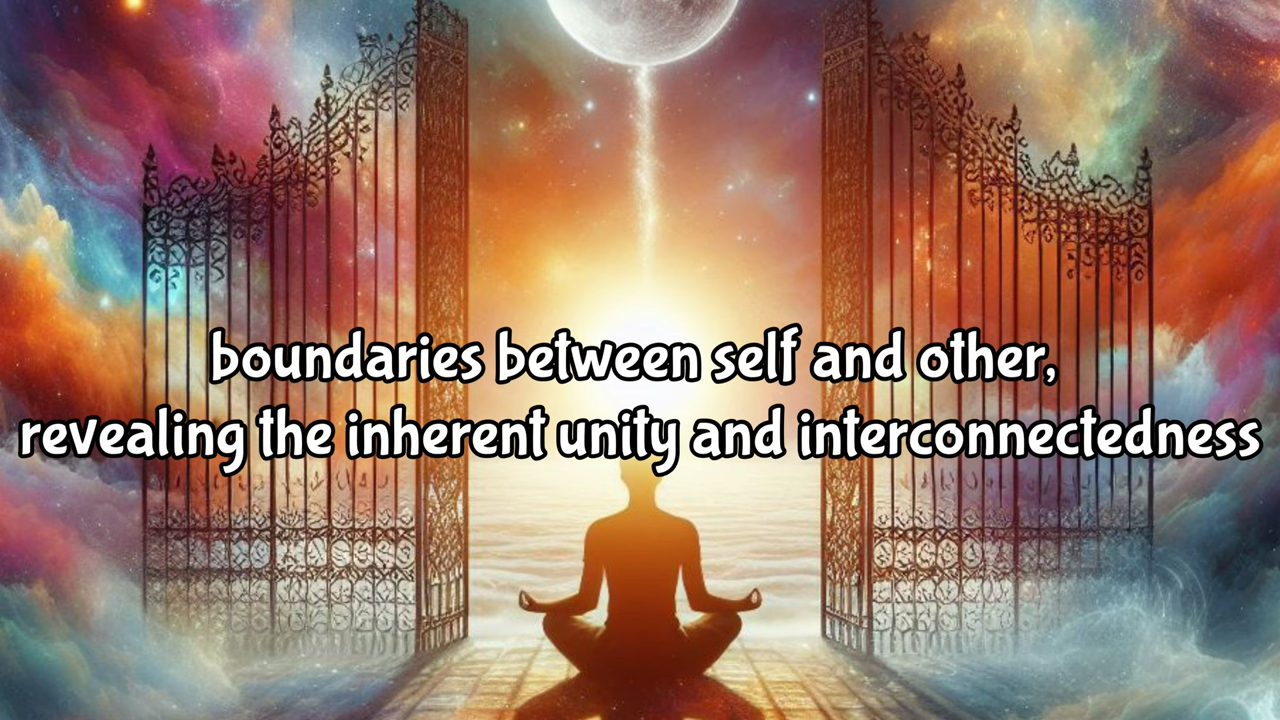 boundaries between self and other,
revealing the inherent unity and interconnectedness